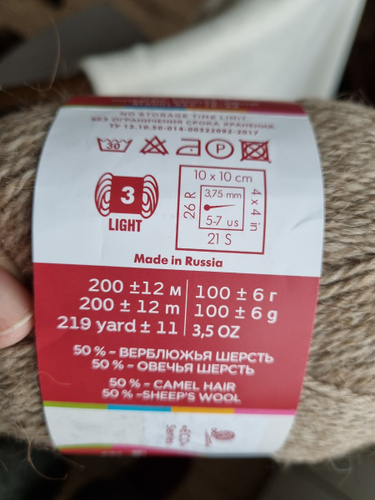 NO STORAGE TIME LIMIT.
БЕЗ ОГРАНИЧЕНИЯ СРОКА ХРАНЕНИЯ.
ТУ-13.10.50-014-00322092-2017
30 P
10 x 10 cm
3
LIGHT
26 R
3,75 mm
5-7 US
4 x 4 in
21 S
Made in Russia
200 ±12 м 100 ± 6 г
200 ± 12 m 100 ± 6 g
219 yard ± 11 3,5 OZ
50 % – ВЕРБЛЮЖЬЯ ШЕРСТЬ
50 % – ОВЕЧЬЯ ШЕРСТЬ
50 % – CAMEL HAIR
50 % –SHEEP'S WOOL